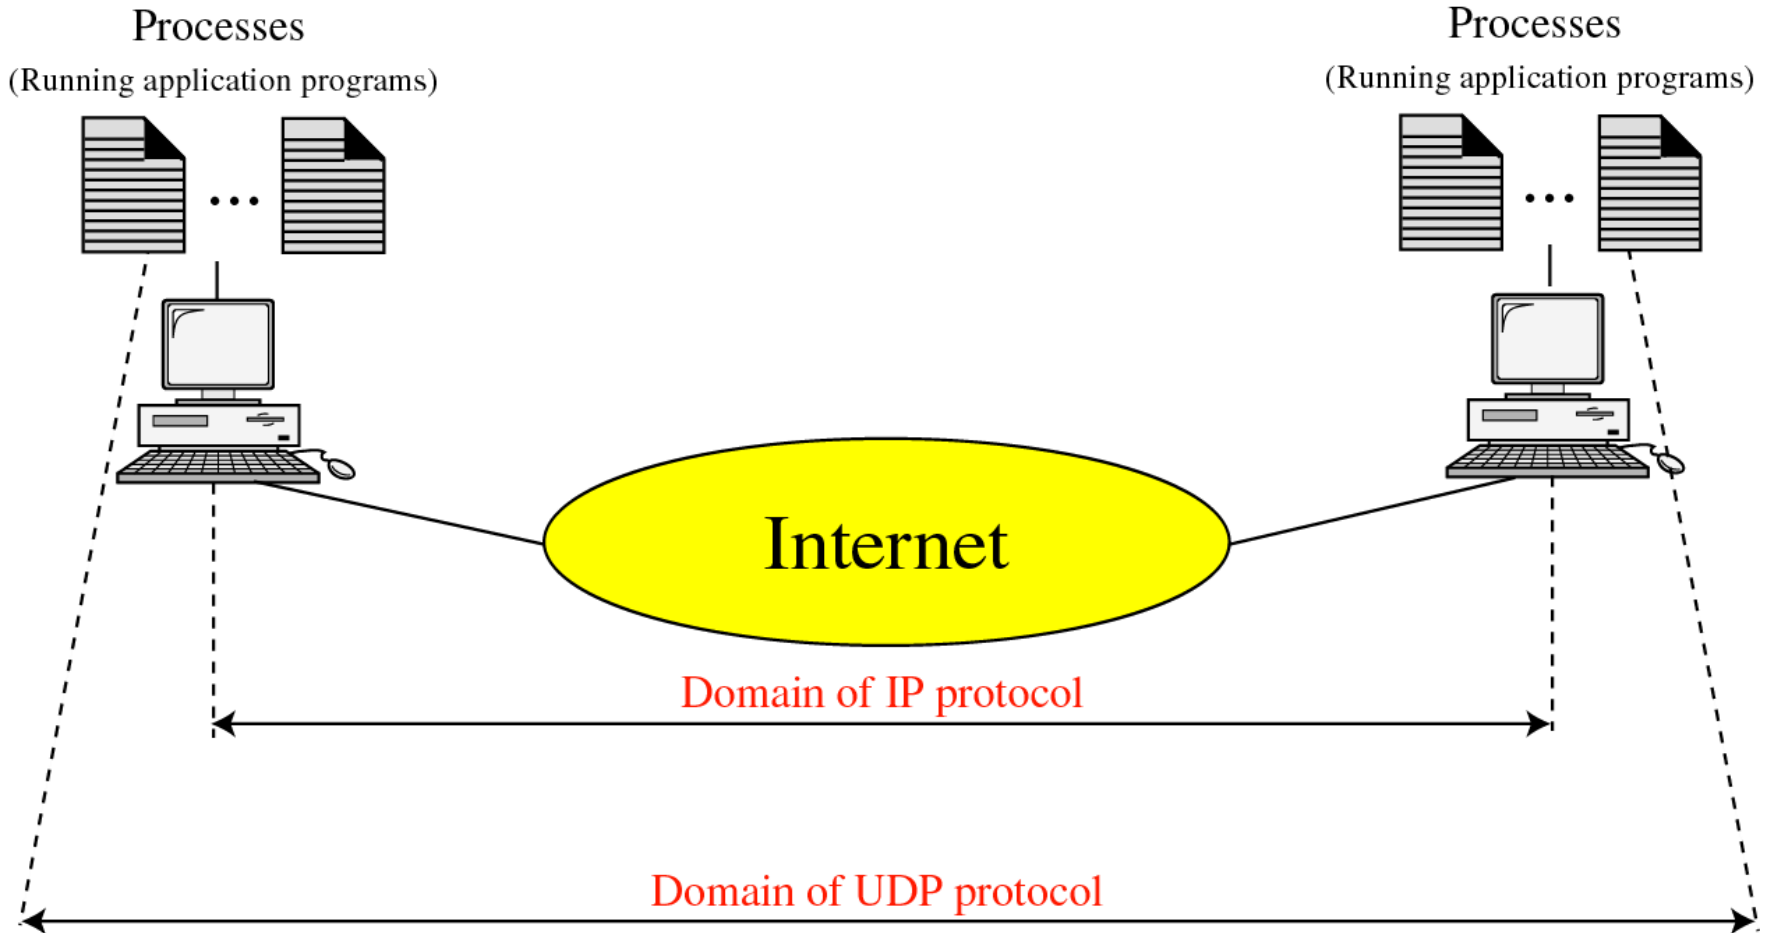 Processes
(Running application programs)
Processes
(Running application programs)
Internet
Domain of IP protocol
Domain of UDP protocol